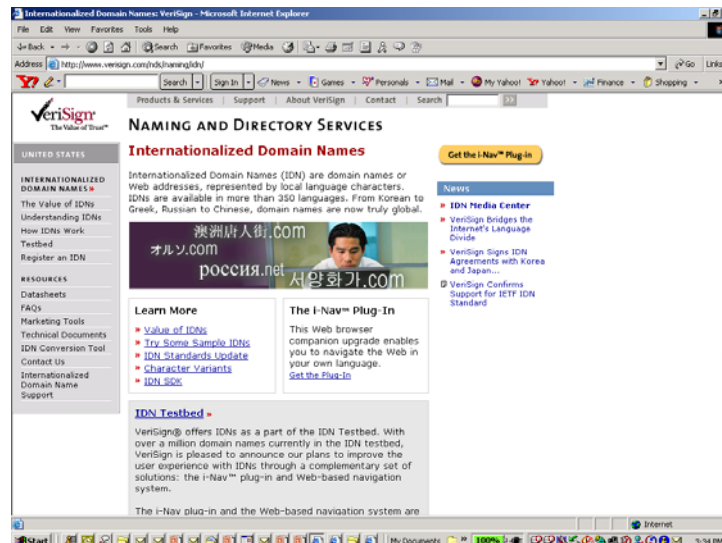 Internationalized Domain Names: VeriSign - Microsoft Internet Explorer
File Edit View Favorites Tools Help
Back Search Favorites Media
Address http://www.verisign.com/nds/naming/idn/ Go Links
Y! Search Sign In News Games Personals Mail My Yahoo! Yahoo! Finance Shopping
Products & Services | Support | About VeriSign | Contact | Search
VeriSign
The Value of Trust™
NAMING AND DIRECTORY SERVICES
UNITED STATES
INTERNATIONALIZED
DOMAIN NAMES »
The Value of IDNs
Understanding IDNs
How IDNs Work
Testbed
Register an IDN
RESOURCES
Datasheets
FAQs
Marketing Tools
Technical Documents
IDN Conversion Tool
Contact Us
Internationalized
Domain Name
Support
Internationalized Domain Names
Internationalized Domain Names (IDN) are domain names or
Web addresses, represented by local language characters.
IDNs are available in more than 350 languages. From Korean to
Greek, Russian to Chinese, domain names are now truly global.
澳洲唐人街.com
オルソ.com
россия.net
서양화가.com
Learn More
» Value of IDNs
» Try Some Sample IDNs
» IDN Standards Update
» Character Variants
» IDN SDK
The i-Nav™ Plug-In
This Web browser
companion upgrade enables
you to navigate the Web in
your own language.
Get the Plug-In
IDN Testbed »
VeriSign® offers IDNs as a part of the IDN Testbed. With
over a million domain names currently in the IDN testbed,
VeriSign is pleased to announce our plans to improve the
user experience with IDNs through a complementary set of
solutions: the i-Nav™ plug-in and Web-based navigation
system.
The i-Nav plug-in and the Web-based navigation system are
Get the i-Nav™ Plug-in
News
» IDN Media Center
» VeriSign Bridges the
Internet's Language
Divide
» VeriSign Signs IDN
Agreements with Korea
and Japan...
VeriSign Confirms
Support for IETF IDN
Standard
Internet
Start My Documents » 100% 5:34 PM